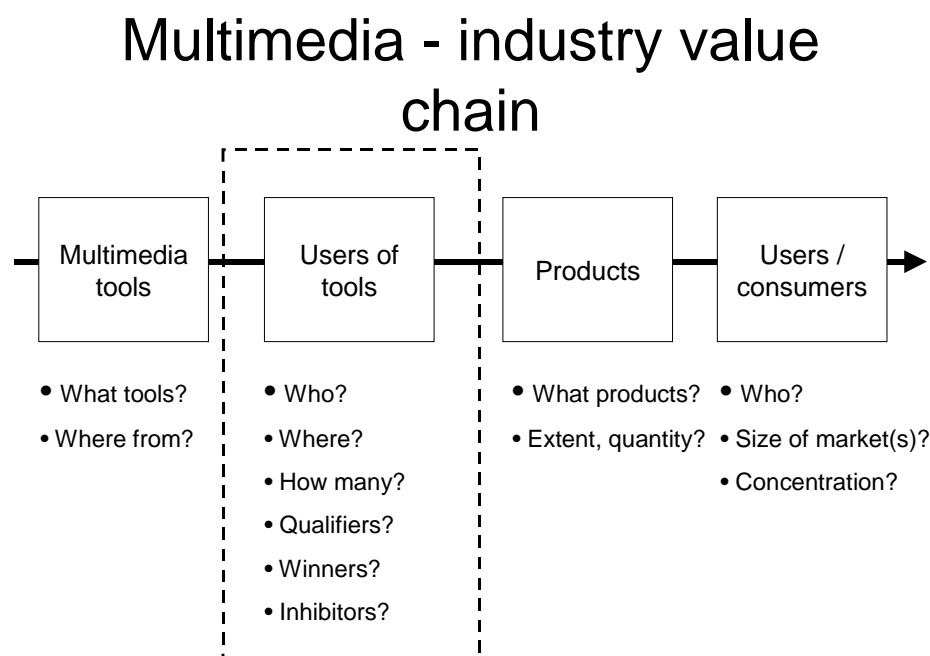 Multimedia - industry value
chain
Multimedia
tools
Users of
tools
Products
Users /
consumers
• What tools?
• Where from?
• Who?
• Where?
• How many?
• Qualifiers?
• Winners?
• Inhibitors?
• What products?
• Extent, quantity?
• Who?
• Size of market(s)?
• Concentration?